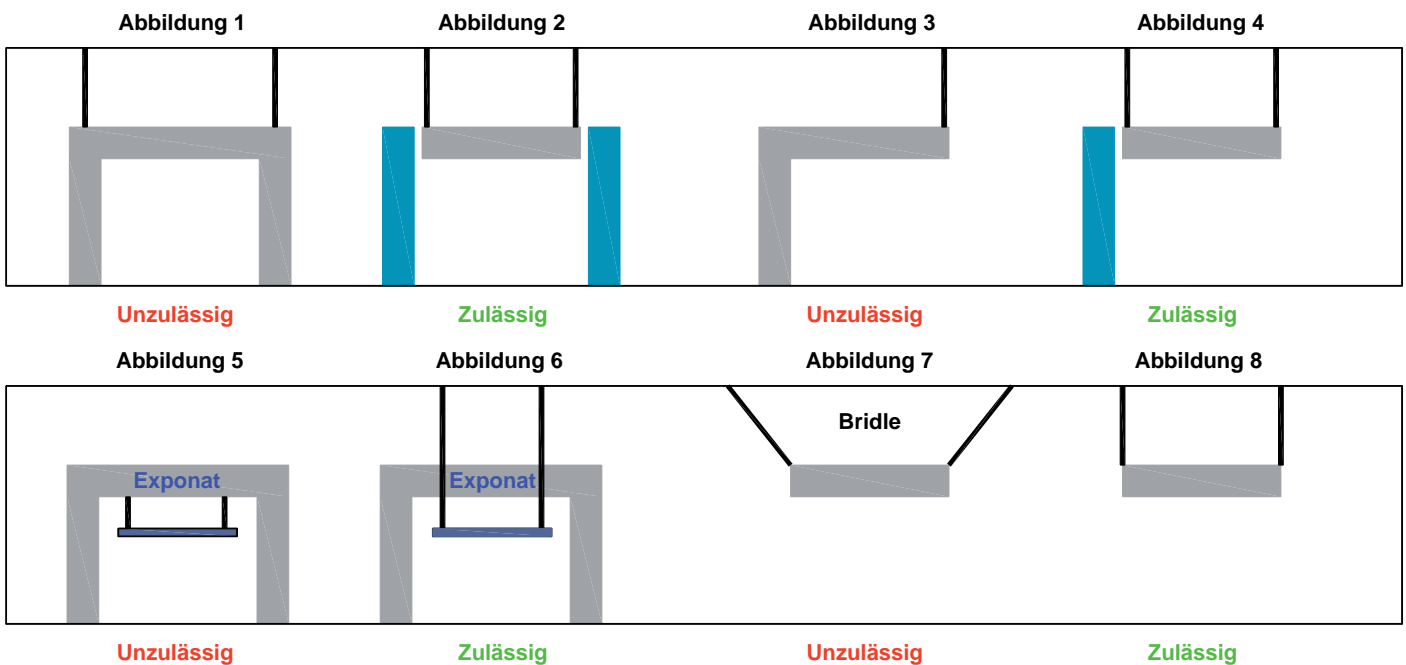 Abbildung 1 Abbildung 2 Abbildung 3 Abbildung 4
Unzulässig Zulässig Unzulässig Zulässig
Abbildung 5 Abbildung 6 Abbildung 7 Abbildung 8
Bridle
Exponat Exponat
Unzulässig Zulässig Unzulässig Zulässig